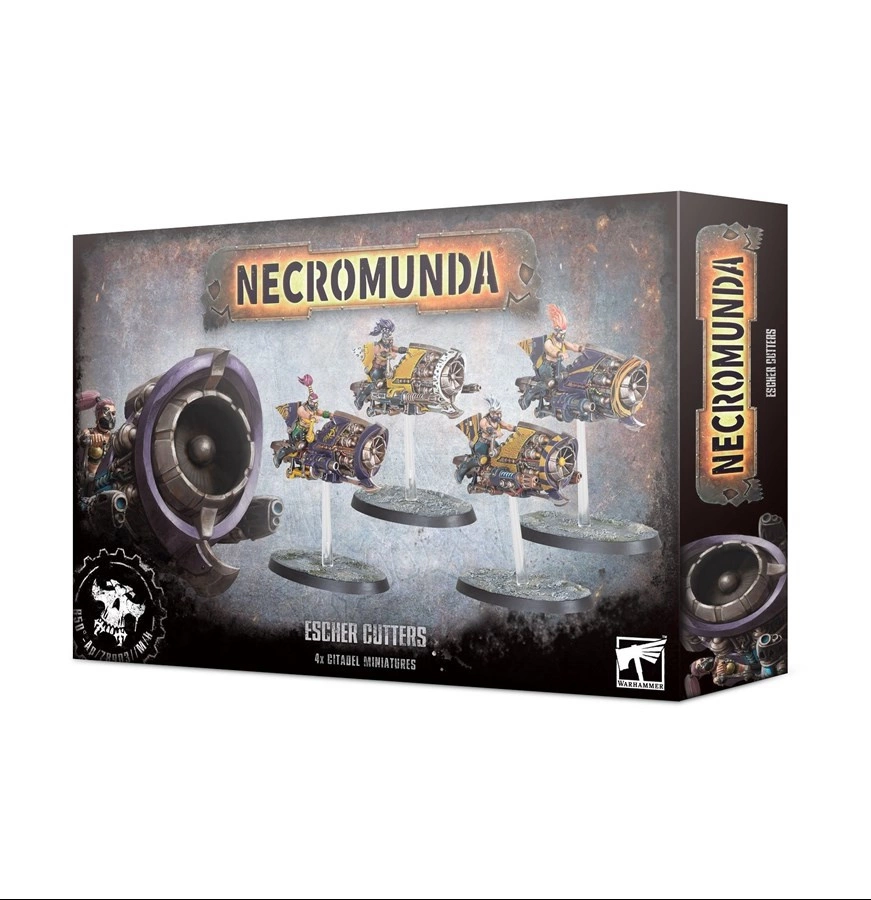 NECROMUNDA
ESCHER CUTTERS
4x CITADEL MINIATURES
WARHAMMER
NECROMUNDA
ESCHER CUTTERS